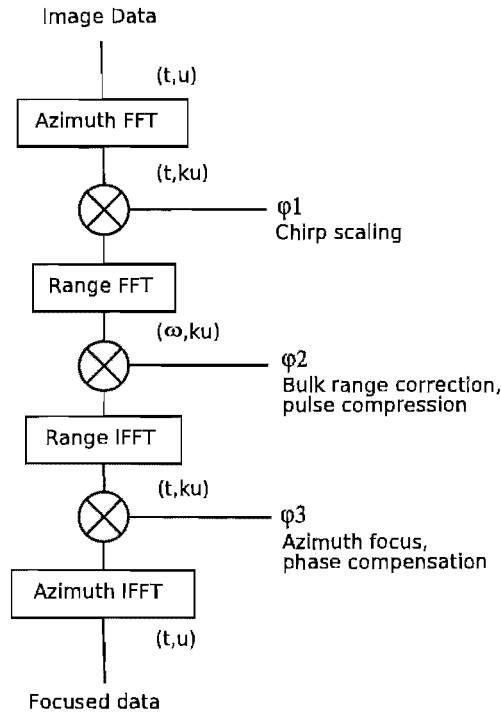 Image Data
(t,u)
Azimuth FFT
(t,ku)
φ1
Chirp scaling
Range FFT
(ω,ku)
φ2
Bulk range correction,
pulse compression
Range IFFT
(t,ku)
φ3
Azimuth focus,
phase compensation
Azimuth IFFT
(t,u)
Focused data